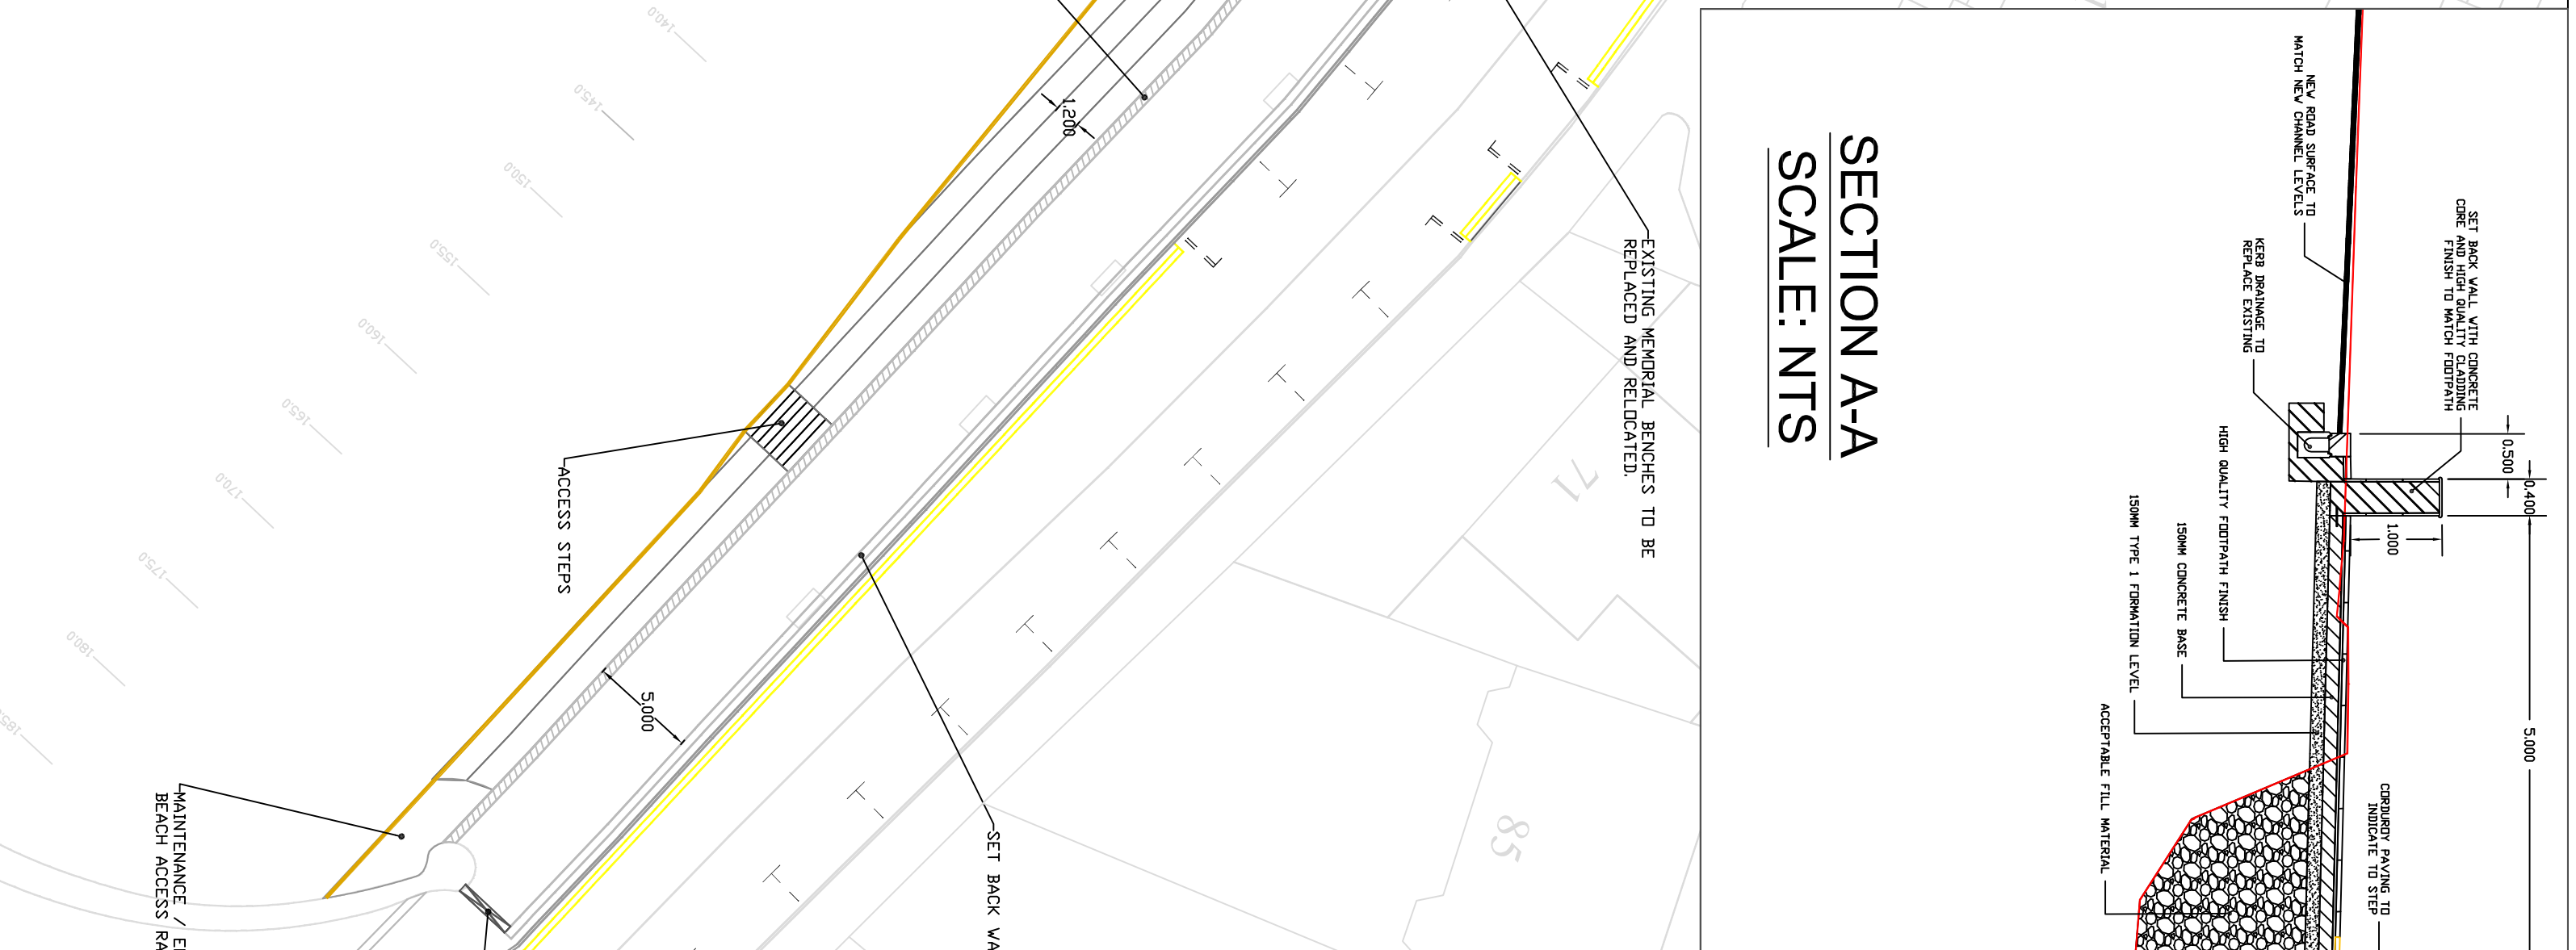 SECTION A-A
SCALE: NTS
SET BACK WALL WITH CONCRETE
CORE AND HIGH QUALITY CLADDING
FINISH TO MATCH FOOTPATH
NEW ROAD SURFACE TO
MATCH NEW CHANNEL LEVELS
KERB DRAINAGE TO
REPLACE EXISTING
HIGH QUALITY FOOTPATH FINISH
150MM CONCRETE BASE
150MM TYPE 1 FORMATION LEVEL
ACCEPTABLE FILL MATERIAL
CORDUROY PAVING TO
INDICATE TO STEP
0.500
0.400
1.000
5.000
EXISTING MEMORIAL BENCHES TO BE
REPLACED AND RELOCATED.
71
85
SET BACK WA
1.200
5.000
ACCESS STEPS
MAINTENANCE / E
BEACH ACCESS RA
140.0
145.0
150.0
155.0
160.0
165.0
170.0
175.0
180.0
185.